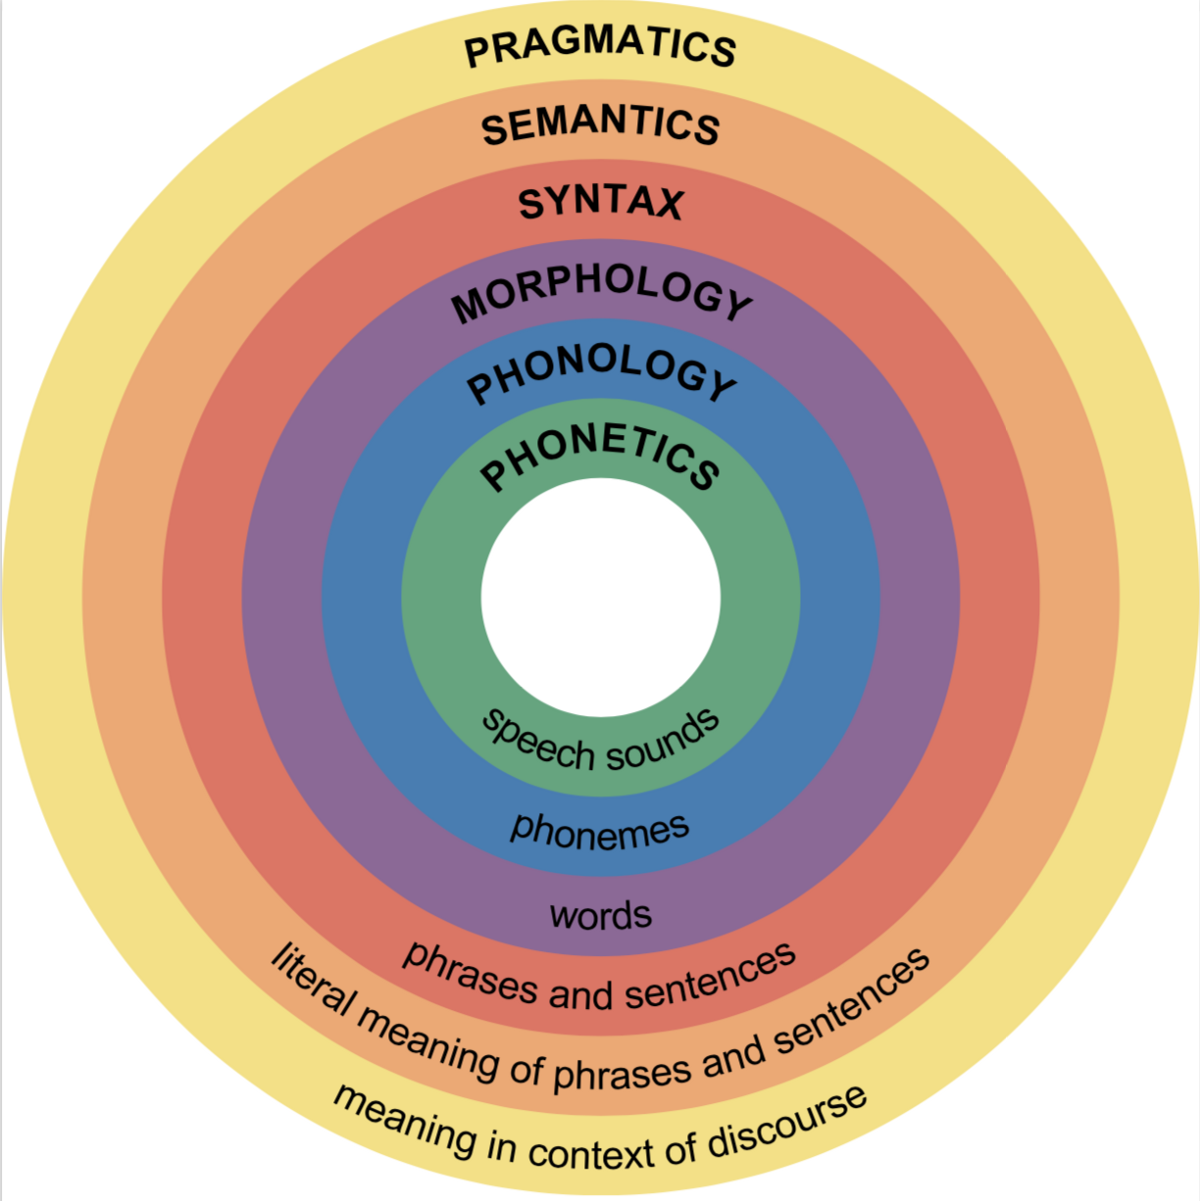 PRAGMATICS
SEMANTICS
SYNTAX
MORPHOLOGY
PHONOLOGY
PHONETICS
speech sounds
phonemes
words
phrases and sentences
literal meaning of phrases and sentences
meaning in context of discourse